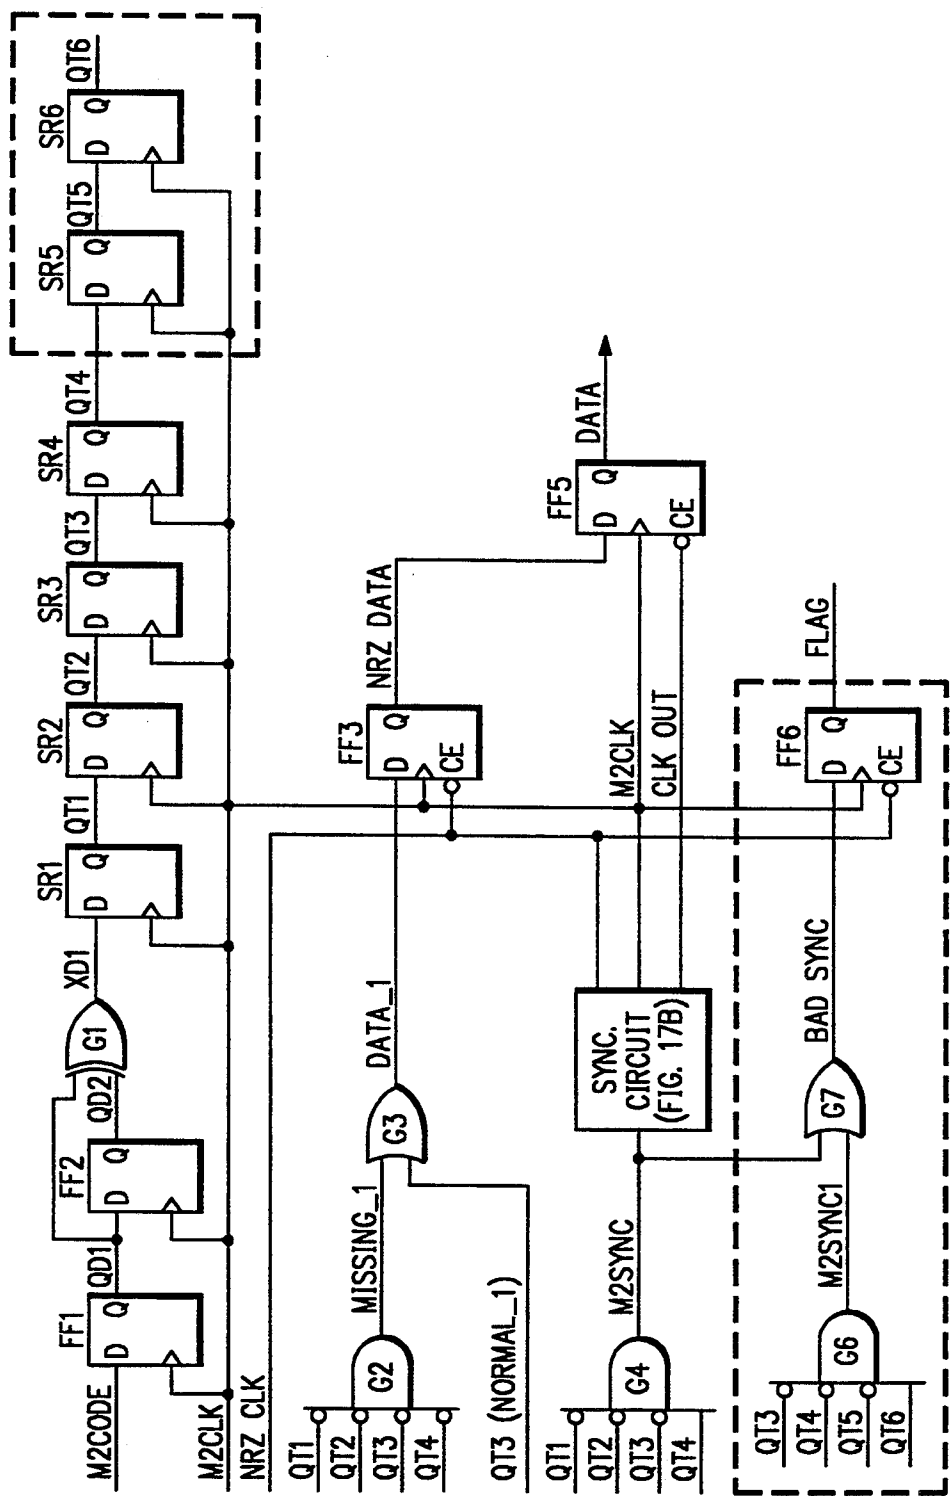 M2CODE
FF1
D Q
QD1
FF2
D Q
QD2
G1
XD1
SR1
D Q
QT1
SR2
D Q
QT2
SR3
D Q
QT3
SR4
D Q
QT4
SR5
D Q
QT5
SR6
D Q
QT6
M2CLK
NRZ CLK
QT1
QT2
QT3
QT4
G2
MISSING_1
QT3 (NORMAL_1)
G3
DATA_1
FF3
D Q
CE
NRZ DATA
FF5
D Q
CE
DATA
QT1
QT2
QT3
QT4
G4
M2SYNC
SYNC.
CIRCUIT
(FIG. 17B)
M2CLK
CLK OUT
QT3
QT4
QT5
QT6
G6
M2SYNC1
G7
BAD SYNC
FF6
D Q
CE
FLAG